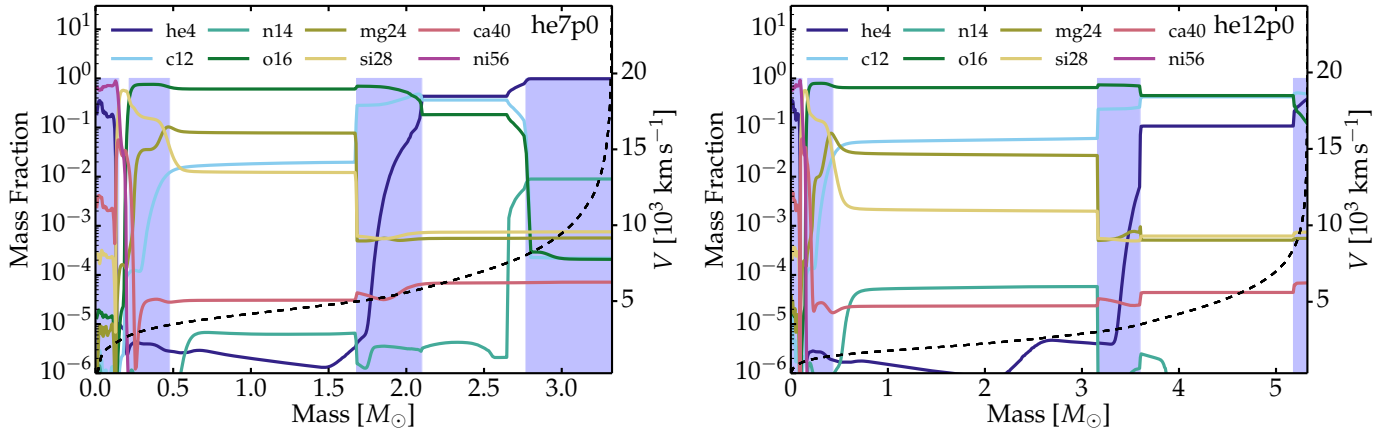 he7p0
he4 n14 mg24 ca40
c12 o16 si28 ni56
Mass Fraction
10^1
10^0
10^-1
10^-2
10^-3
10^-4
10^-5
10^-6
0.0 0.5 1.0 1.5 2.0 2.5 3.0
Mass [M☉]
20
15
10
5
V [10^3 km s^-1]
he12p0
he4 n14 mg24 ca40
c12 o16 si28 ni56
Mass Fraction
10^1
10^0
10^-1
10^-2
10^-3
10^-4
10^-5
10^-6
0 1 2 3 4 5
Mass [M☉]
20
15
10
5
V [10^3 km s^-1]